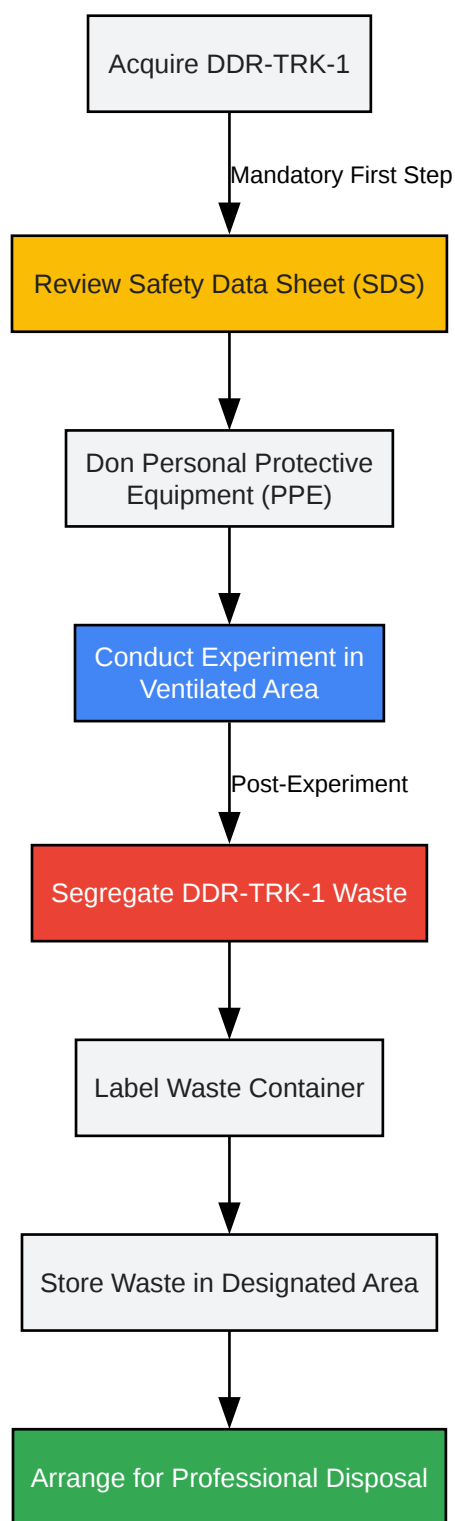 Acquire DDR-TRK-1
Mandatory First Step
Review Safety Data Sheet (SDS)
Don Personal Protective
Equipment (PPE)
Conduct Experiment in
Ventilated Area
Post-Experiment
Segregate DDR-TRK-1 Waste
Label Waste Container
Store Waste in Designated Area
Arrange for Professional Disposal